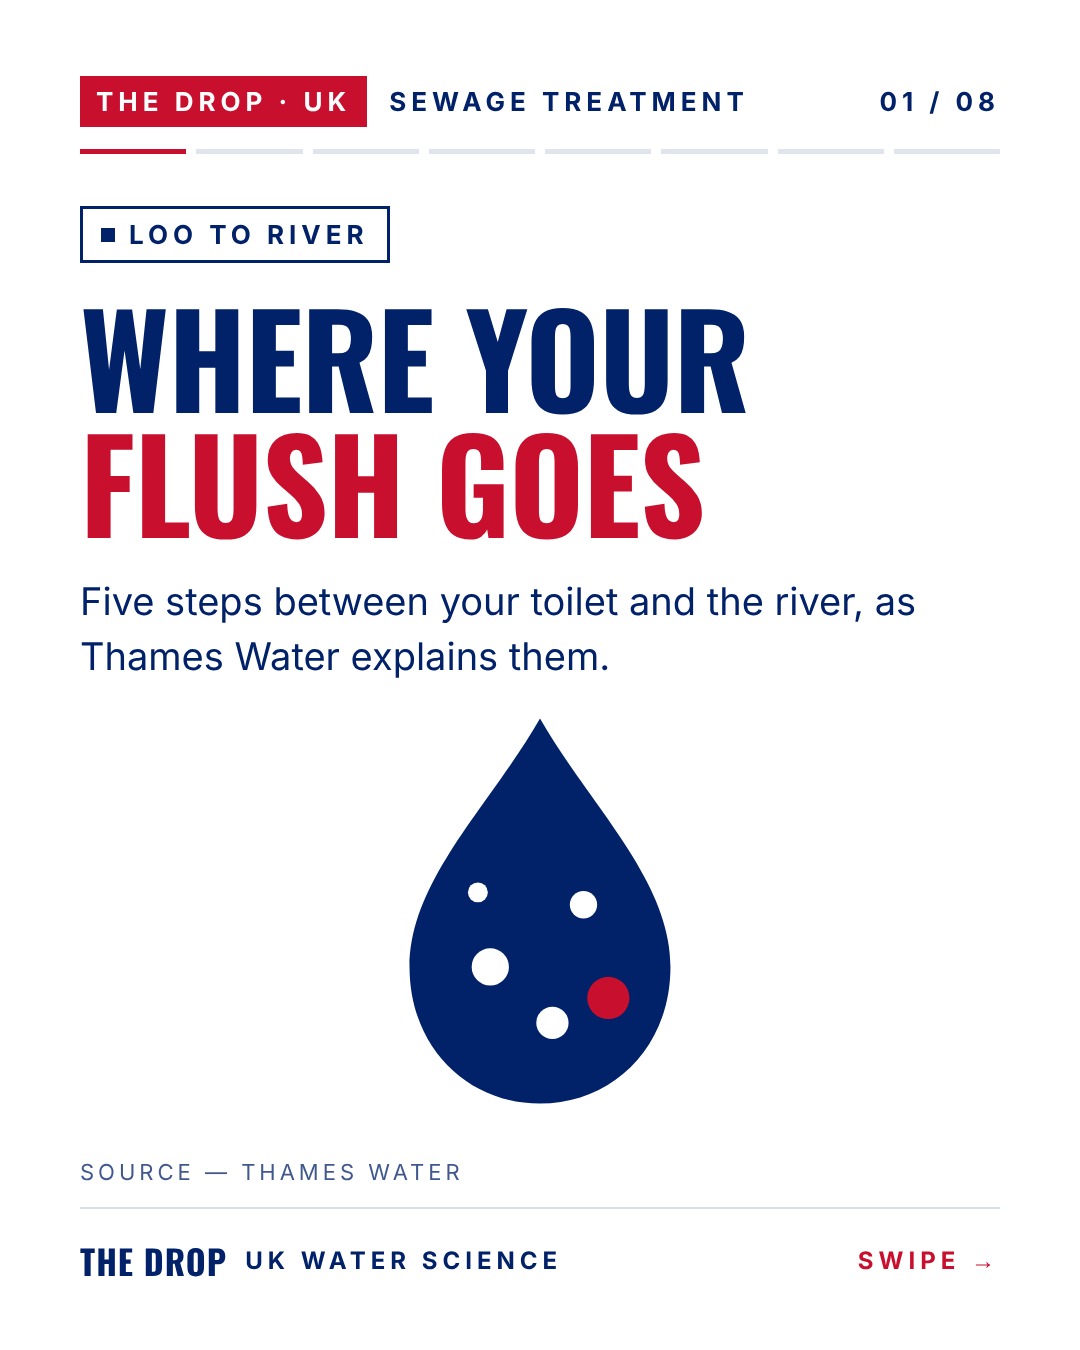 THE DROP · UK SEWAGE TREATMENT 01 / 08
LOO TO RIVER
WHERE YOUR
FLUSH GOES
Five steps between your toilet and the river, as
Thames Water explains them.
SOURCE — THAMES WATER
THE DROP UK WATER SCIENCE SWIPE →